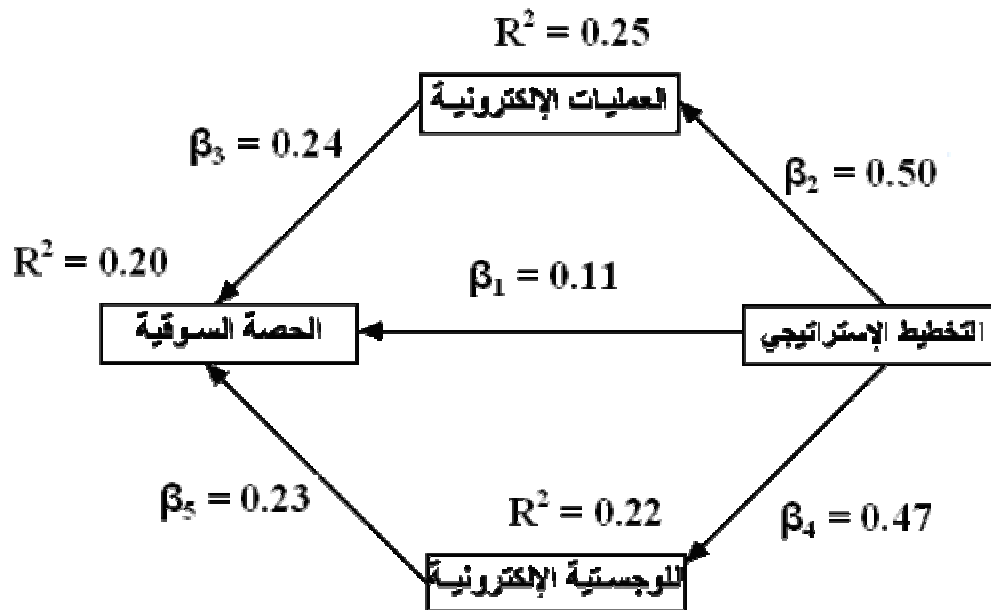 R² = 0.25
العمليات الإلكترونية
β₃ = 0.24
β₂ = 0.50
R² = 0.20
β₁ = 0.11
الحصة السوقية
التخطيط الإستراتيجي
β₅ = 0.23
R² = 0.22
β₄ = 0.47
اللوجستية الإلكترونية